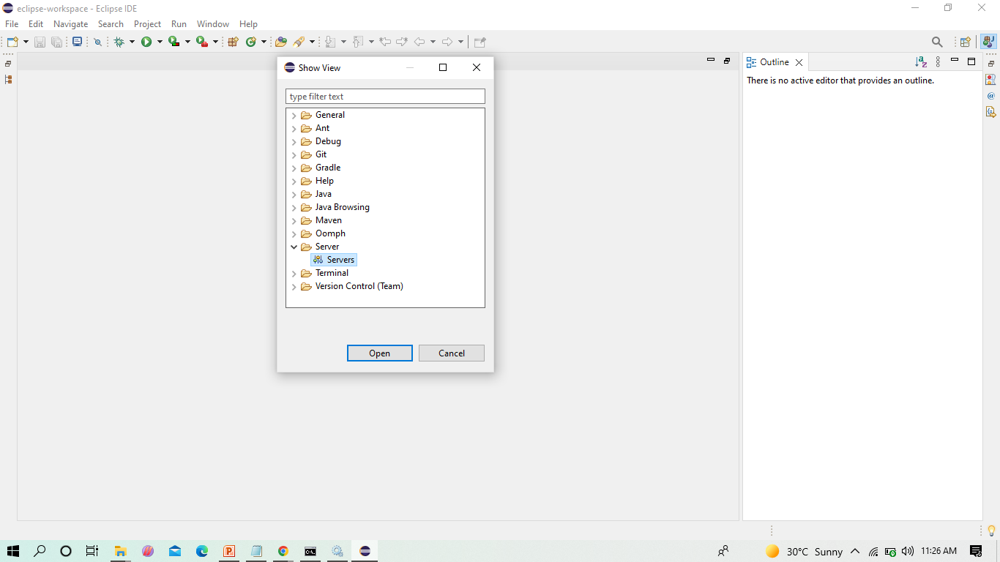 eclipse-workspace - Eclipse IDE
File Edit Navigate Search Project Run Window Help
Show View
type filter text
General
Ant
Debug
Git
Gradle
Help
Java
Java Browsing
Maven
Oomph
Server
Servers
Terminal
Version Control (Team)
Open Cancel
Outline
There is no active editor that provides an outline.
30°C Sunny 11:26 AM